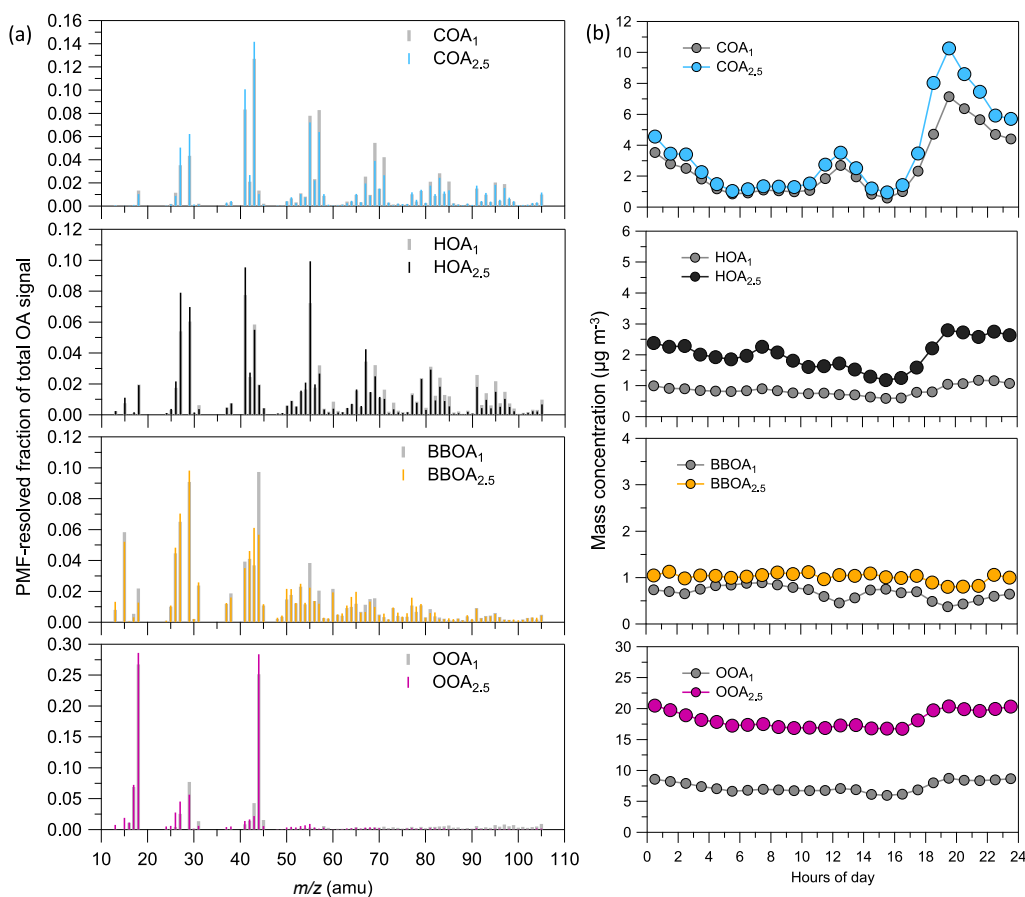 (a)
PMF-resolved fraction of total OA signal
0.16
0.14
0.12
0.10
0.08
0.06
0.04
0.02
0.00
COA1
COA2.5
0.12
0.10
0.08
0.06
0.04
0.02
0.00
HOA1
HOA2.5
0.12
0.10
0.08
0.06
0.04
0.02
0.00
BBOA1
BBOA2.5
0.30
0.25
0.20
0.15
0.10
0.05
0.00
OOA1
OOA2.5
10 20 30 40 50 60 70 80 90 100 110
m/z (amu)
(b)
Mass concentration (µg m-3)
12
10
8
6
4
2
0
COA1
COA2.5
6
5
4
3
2
1
0
HOA1
HOA2.5
4
3
2
1
0
BBOA1
BBOA2.5
30
25
20
15
10
5
0
OOA1
OOA2.5
0 2 4 6 8 10 12 14 16 18 20 22 24
Hours of day